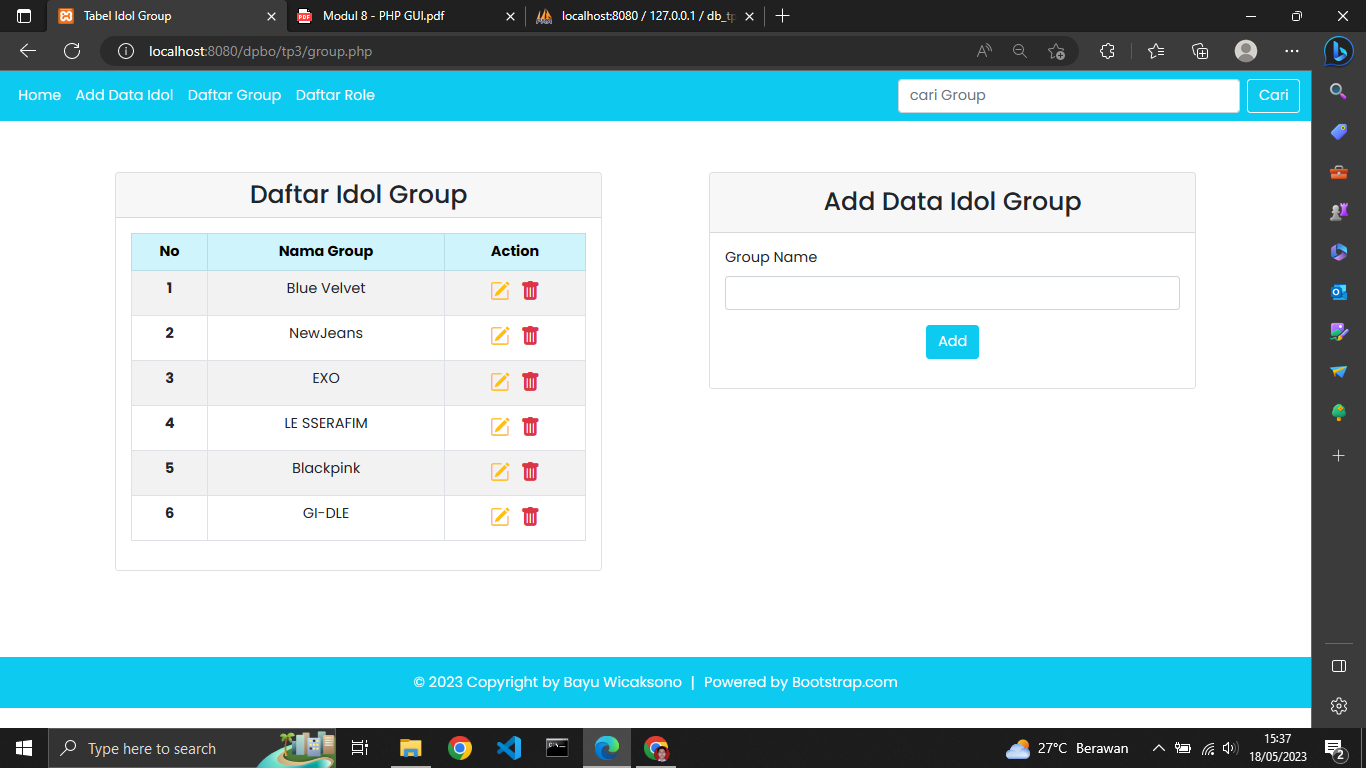 Tabel Idol Group
Modul 8 - PHP GUI.pdf
localhost:8080 / 127.0.0.1 / db_tp
localhost:8080/dpbo/tp3/group.php
Home Add Data Idol Daftar Group Daftar Role cari Group Cari
Daftar Idol Group
No Nama Group Action
1 Blue Velvet
2 NewJeans
3 EXO
4 LE SSERAFIM
5 Blackpink
6 GI-DLE
Add Data Idol Group
Group Name
Add
© 2023 Copyright by Bayu Wicaksono | Powered by Bootstrap.com
Type here to search
27°C Berawan
15:37
18/05/2023
2